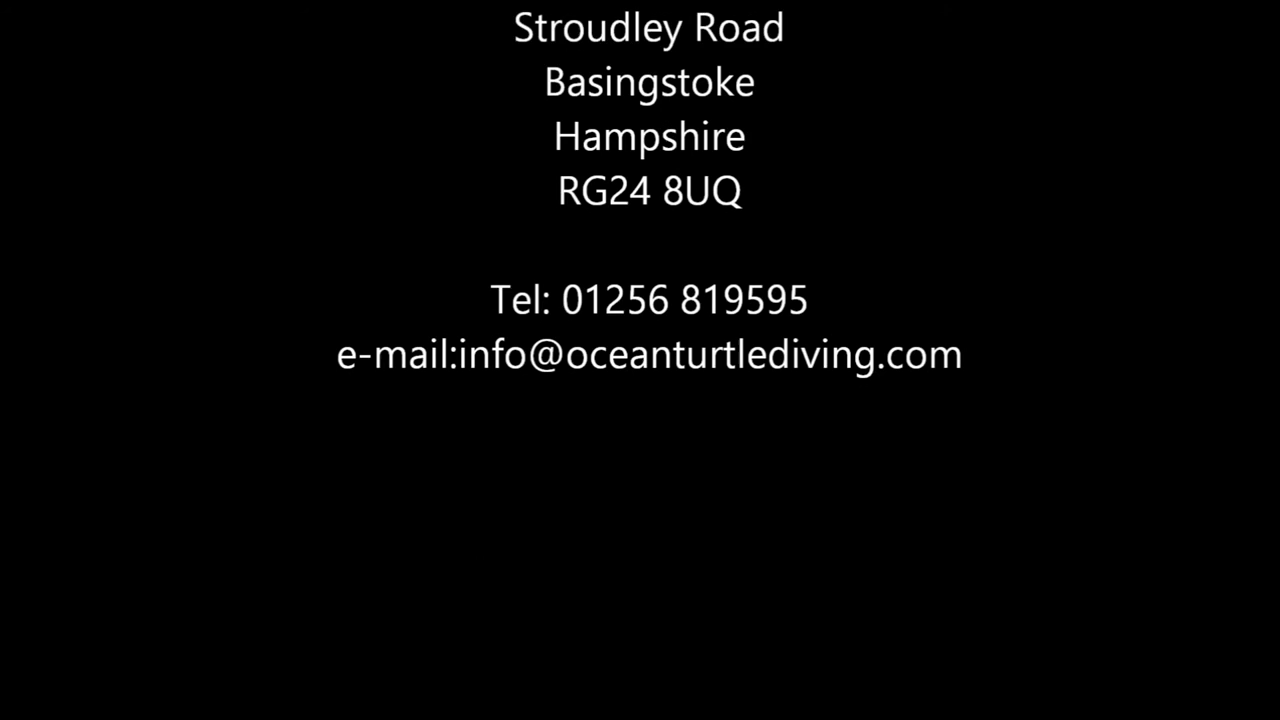 Stroudley Road
Basingstoke
Hampshire
RG24 8UQ
Tel: 01256 819595
e-mail:info@oceanturtlediving.com